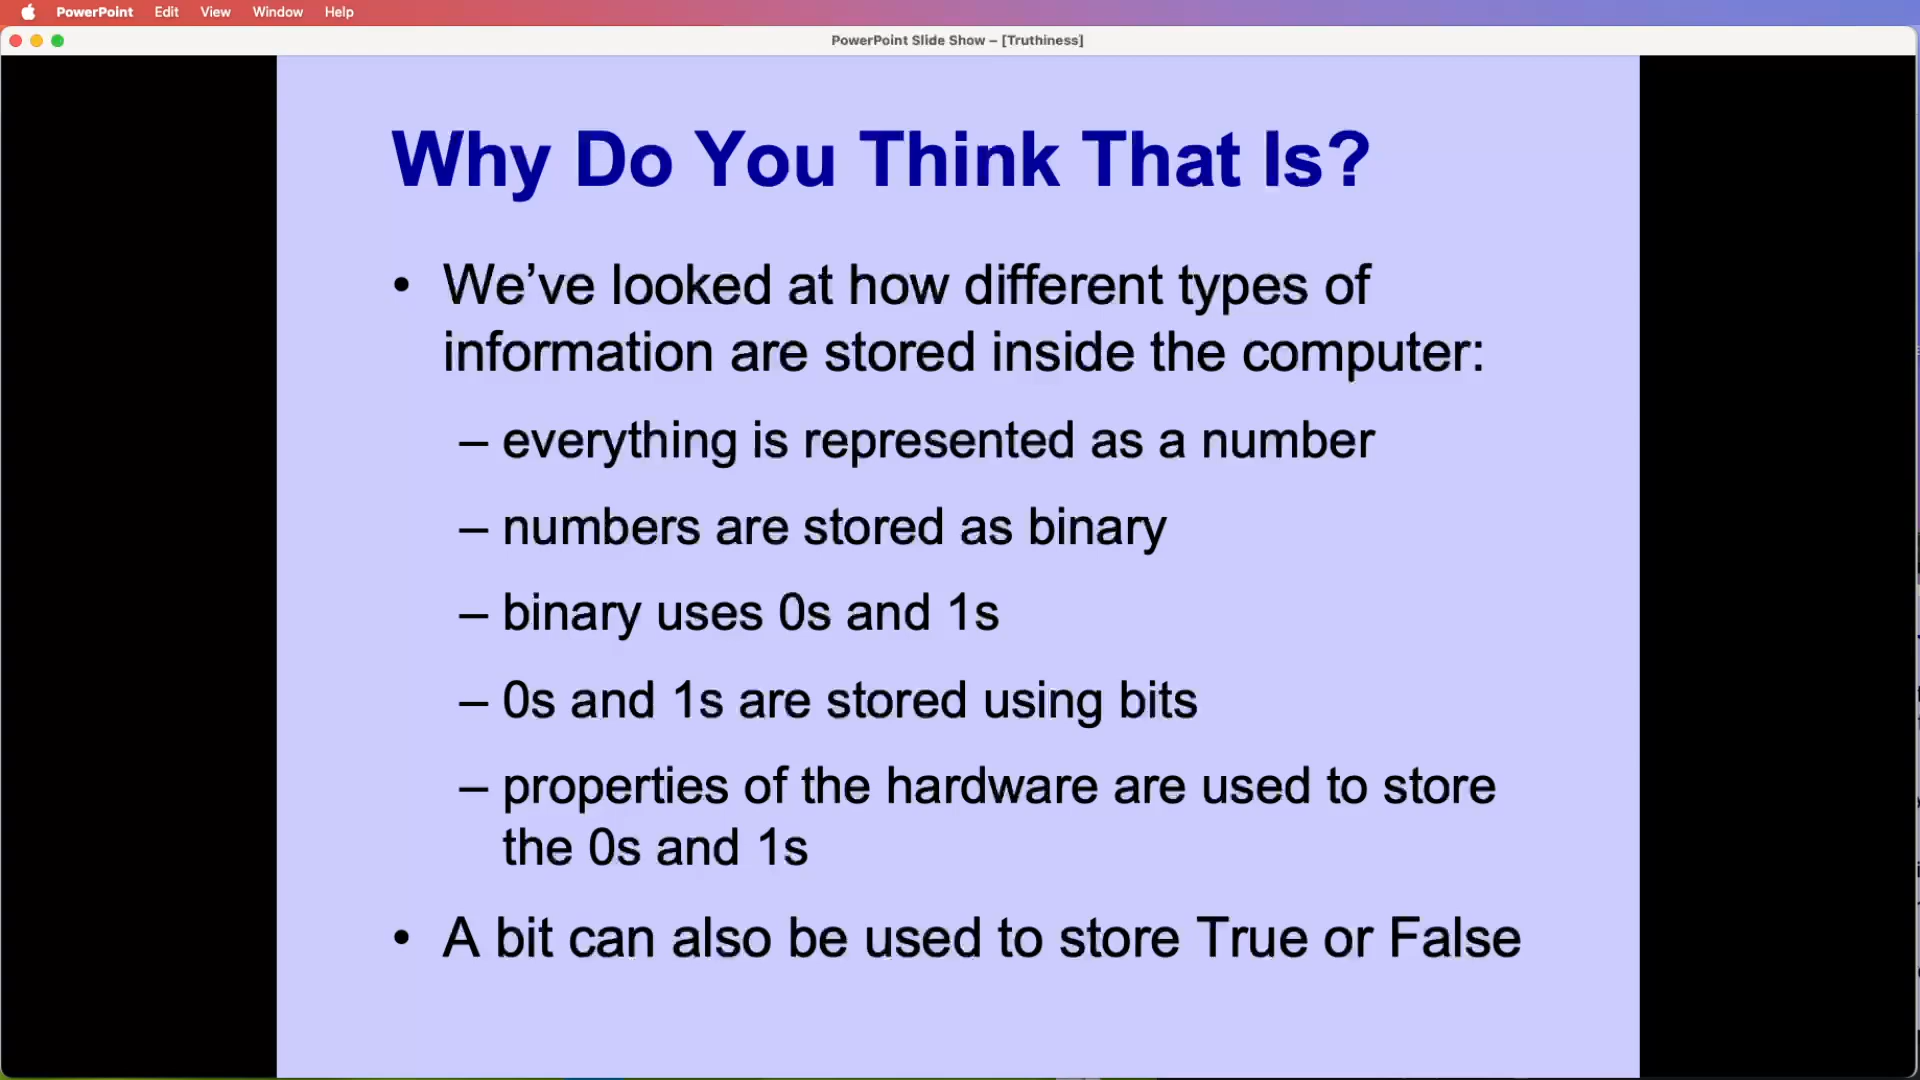 PowerPoint Edit View Window Help
PowerPoint Slide Show – [Truthiness]
Why Do You Think That Is?
• We’ve looked at how different types of
information are stored inside the computer:
– everything is represented as a number
– numbers are stored as binary
– binary uses 0s and 1s
– 0s and 1s are stored using bits
– properties of the hardware are used to store
the 0s and 1s
• A bit can also be used to store True or False